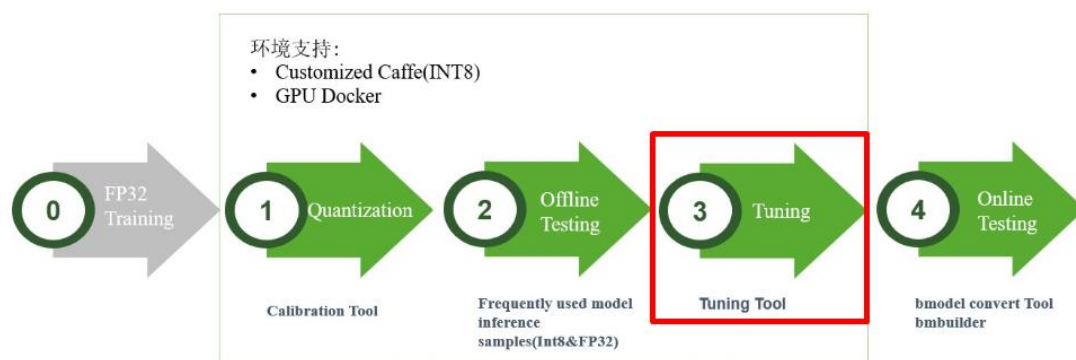 环境支持:
• Customized Caffe(INT8)
• GPU Docker
0
FP32
Training
1
Quantization
2
Offline
Testing
3
Tuning
4
Online
Testing
Calibration Tool
Frequently used model
inference
samples(Int8&FP32)
Tuning Tool
bmodel convert Tool
bmbuilder